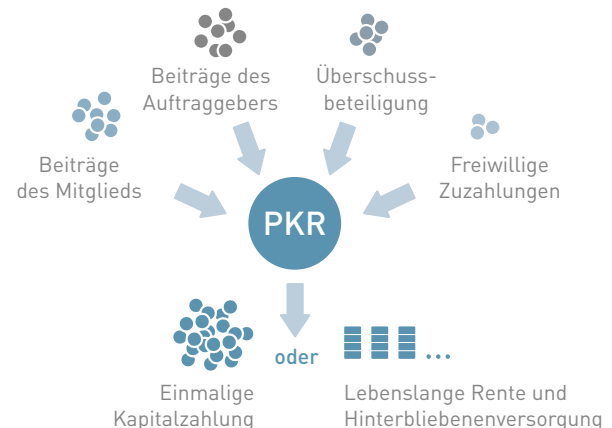 Beiträge des
Auftraggebers
Überschuss-
beteiligung
Beiträge
des Mitglieds
Freiwillige
Zuzahlungen
PKR
oder
...
Einmalige
Kapitalzahlung
Lebenslange Rente und
Hinterbliebenenversorgung